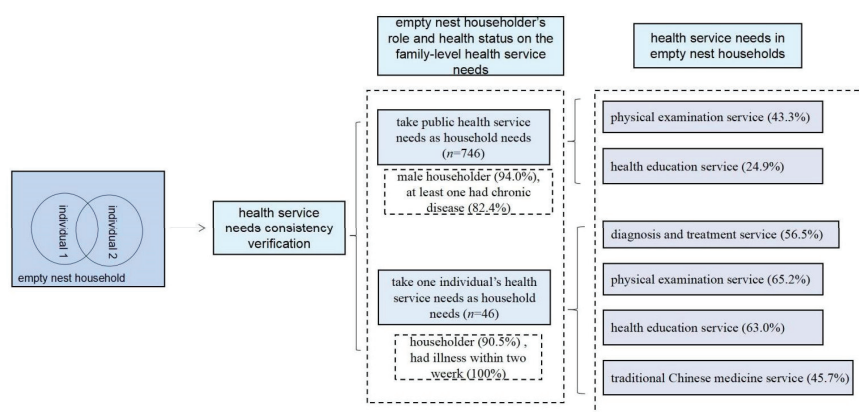 empty nest householder's
role and health status on the
family-level health service
needs
health service needs in
empty nest households
take public health service
needs as household needs
(n=746)
male householder (94.0%),
at least one had chronic
disease (82.4%)
physical examination service (43.3%)
health education service (24.9%)
indivdual 1
indivdual 2
empty nest household
health service
needs consistency
verification
take one individual's health
service needs as household
needs (n=46)
householder (90.5%) ,
had illness within two
weerk (100%)
diagnosis and treatment service (56.5%)
physical examination service (65.2%)
health education service (63.0%)
traditional Chinese medicine service (45.7%)